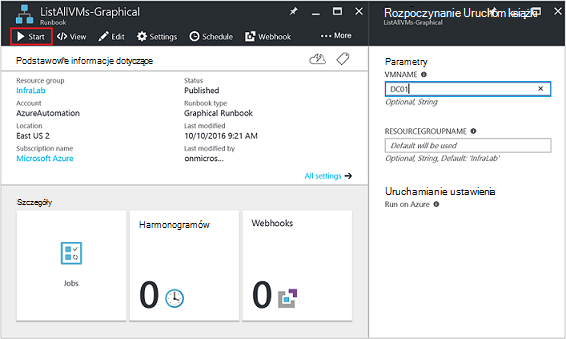 ListAllVMs-Graphical
Runbook
Start
View
Edit
Settings
Schedule
Webhook
More
Podstawowe informacje dotyczące
Resource group
InfraLab
Account
AzureAutomation
Location
East US 2
Subscription name
Microsoft Azure
Status
Published
Runbook type
Graphical Runbook
Last modified
10/10/2016 9:21 AM
Last modified by
onmicros...
All settings
Szczegóły
Jobs
Harmonogramów
0
Webhooks
0
Rozpoczynanie Uruchom książki
ListAllVMs-Graphical
Parametry
VMNAME
DC01
Optional, String
RESOURCEGROUPNAME
Default will be used
Optional, String, Default: 'InfraLab'
Uruchamianie ustawienia
Run on Azure